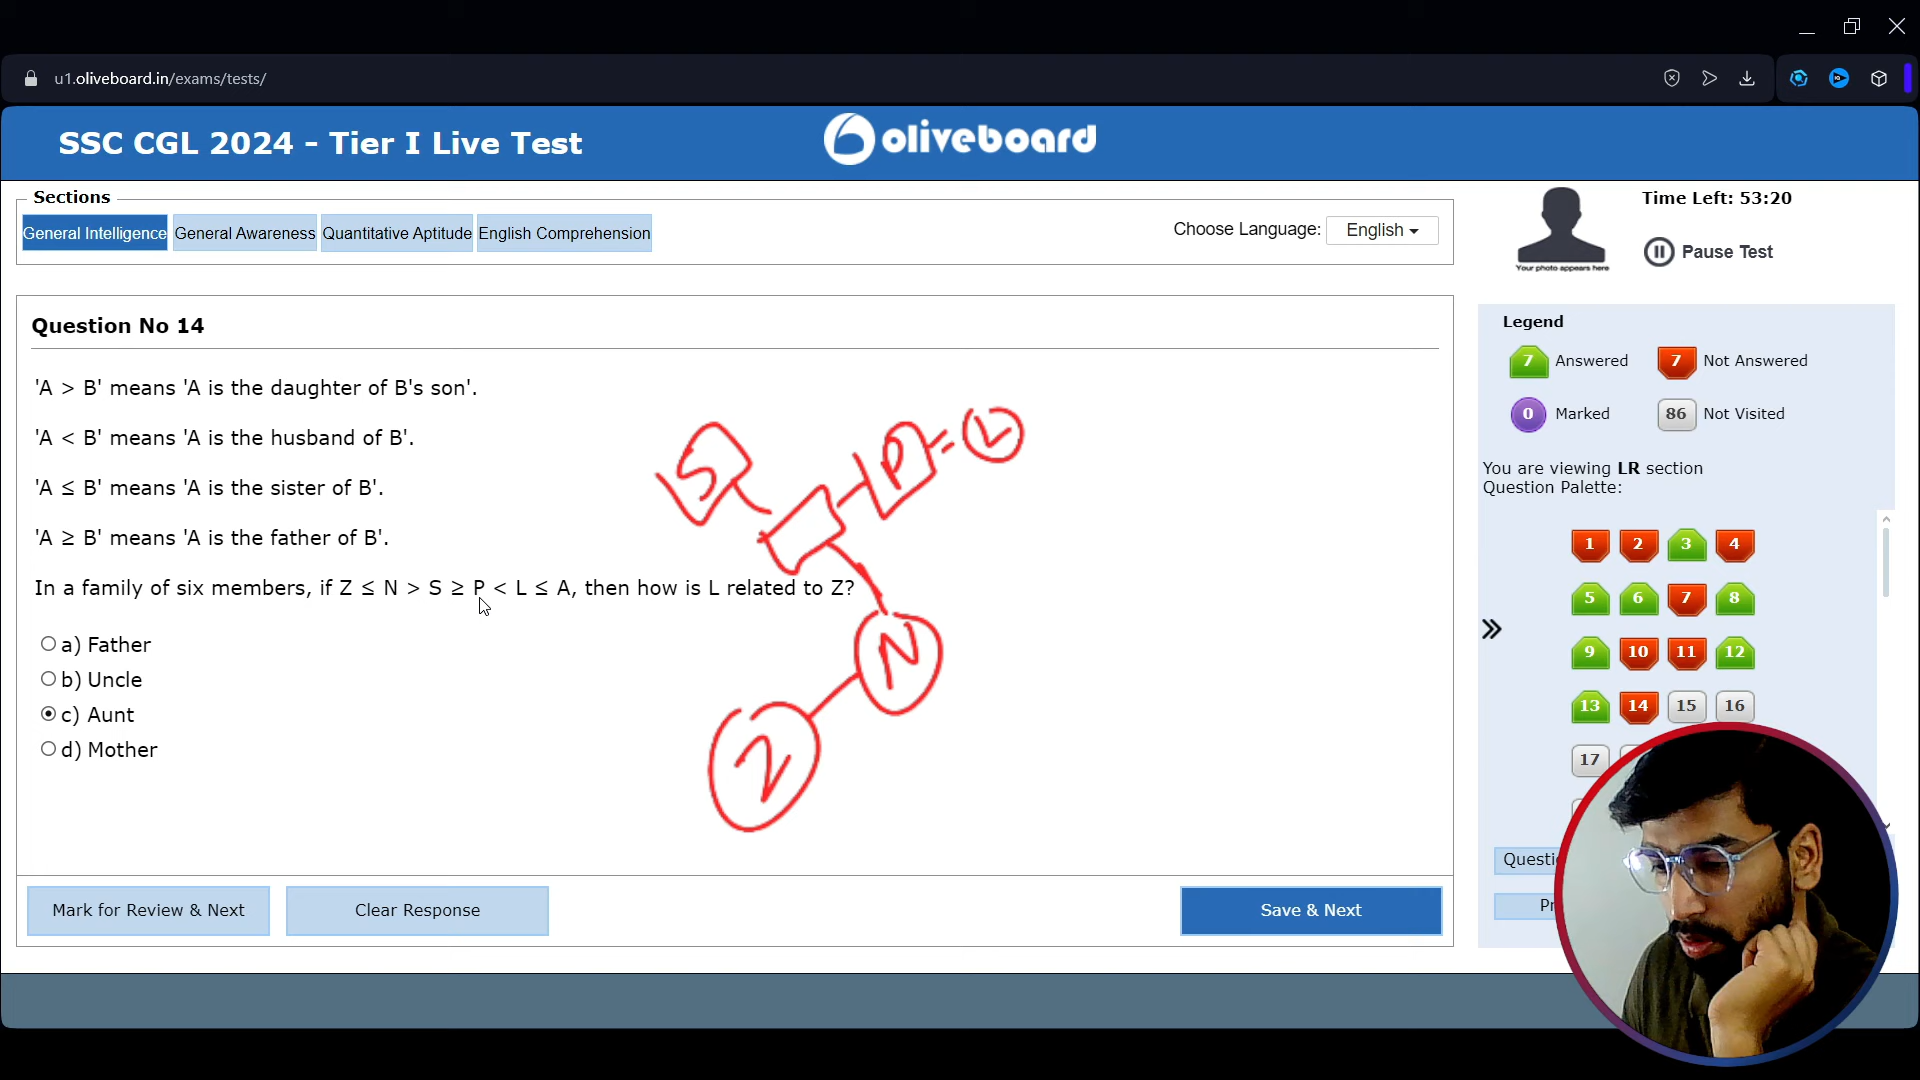 u1.oliveboard.in/exams/tests/
SSC CGL 2024 - Tier I Live Test
oliveboard
Sections
General Intelligence General Awareness Quantitative Aptitude English Comprehension
Choose Language: English
Your photo appears here
Time Left: 53:20
Pause Test
Question No 14
'A > B' means 'A is the daughter of B's son'.
'A < B' means 'A is the husband of B'.
'A ≤ B' means 'A is the sister of B'.
'A ≥ B' means 'A is the father of B'.
In a family of six members, if Z ≤ N > S ≥ P < L ≤ A, then how is L related to Z?
a) Father
b) Uncle
c) Aunt
d) Mother
S
P = L
N
Z
Mark for Review & Next
Clear Response
Save & Next
Legend
7 Answered 7 Not Answered
0 Marked 86 Not Visited
You are viewing LR section
Question Palette:
1 2 3 4
5 6 7 8
9 10 11 12
13 14 15 16
17